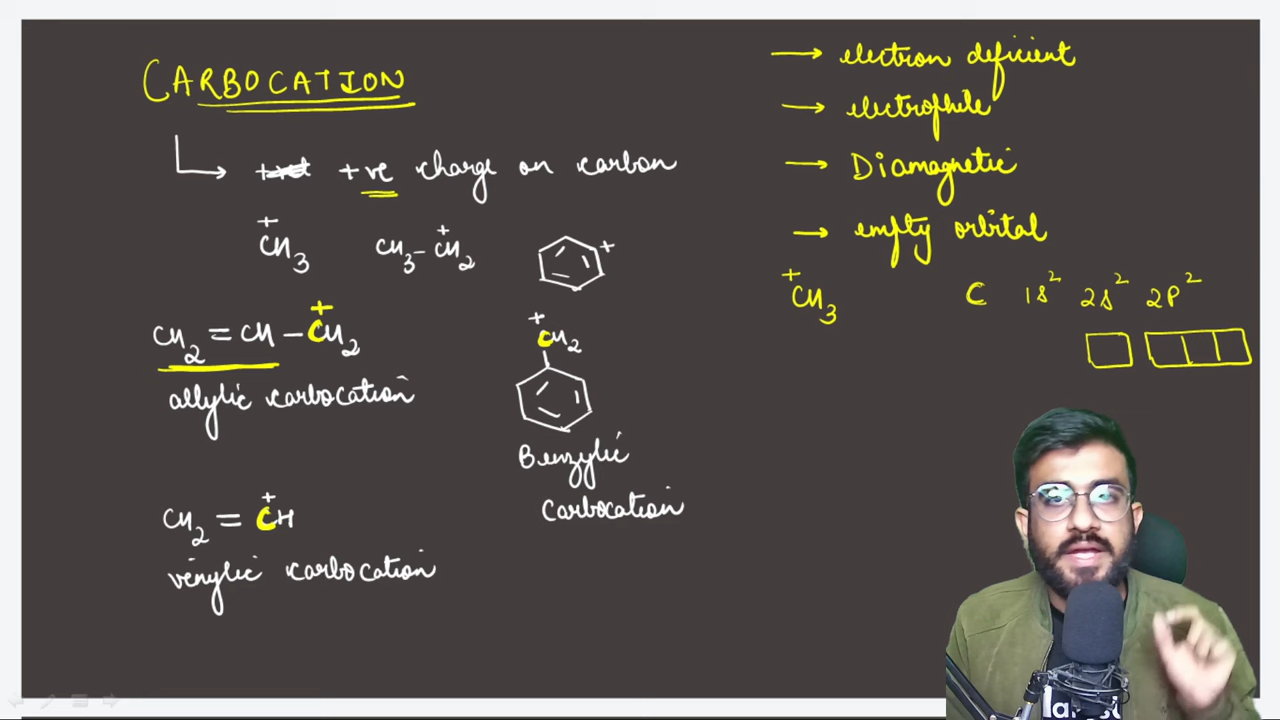 CARBOCATION
+ve charge on carbon
+
CH3
CH3 – CH2
+
+
CH2 = CH – CH2
+
allylic carbocation
+
CH2
Benzylic
Carbocation
+
CH2 = CH
vinylic carbocation
→ electron deficient
→ electrophile
→ Diamagnetic
→ empty orbital
+
CH3
C 1s² 2s² 2p²